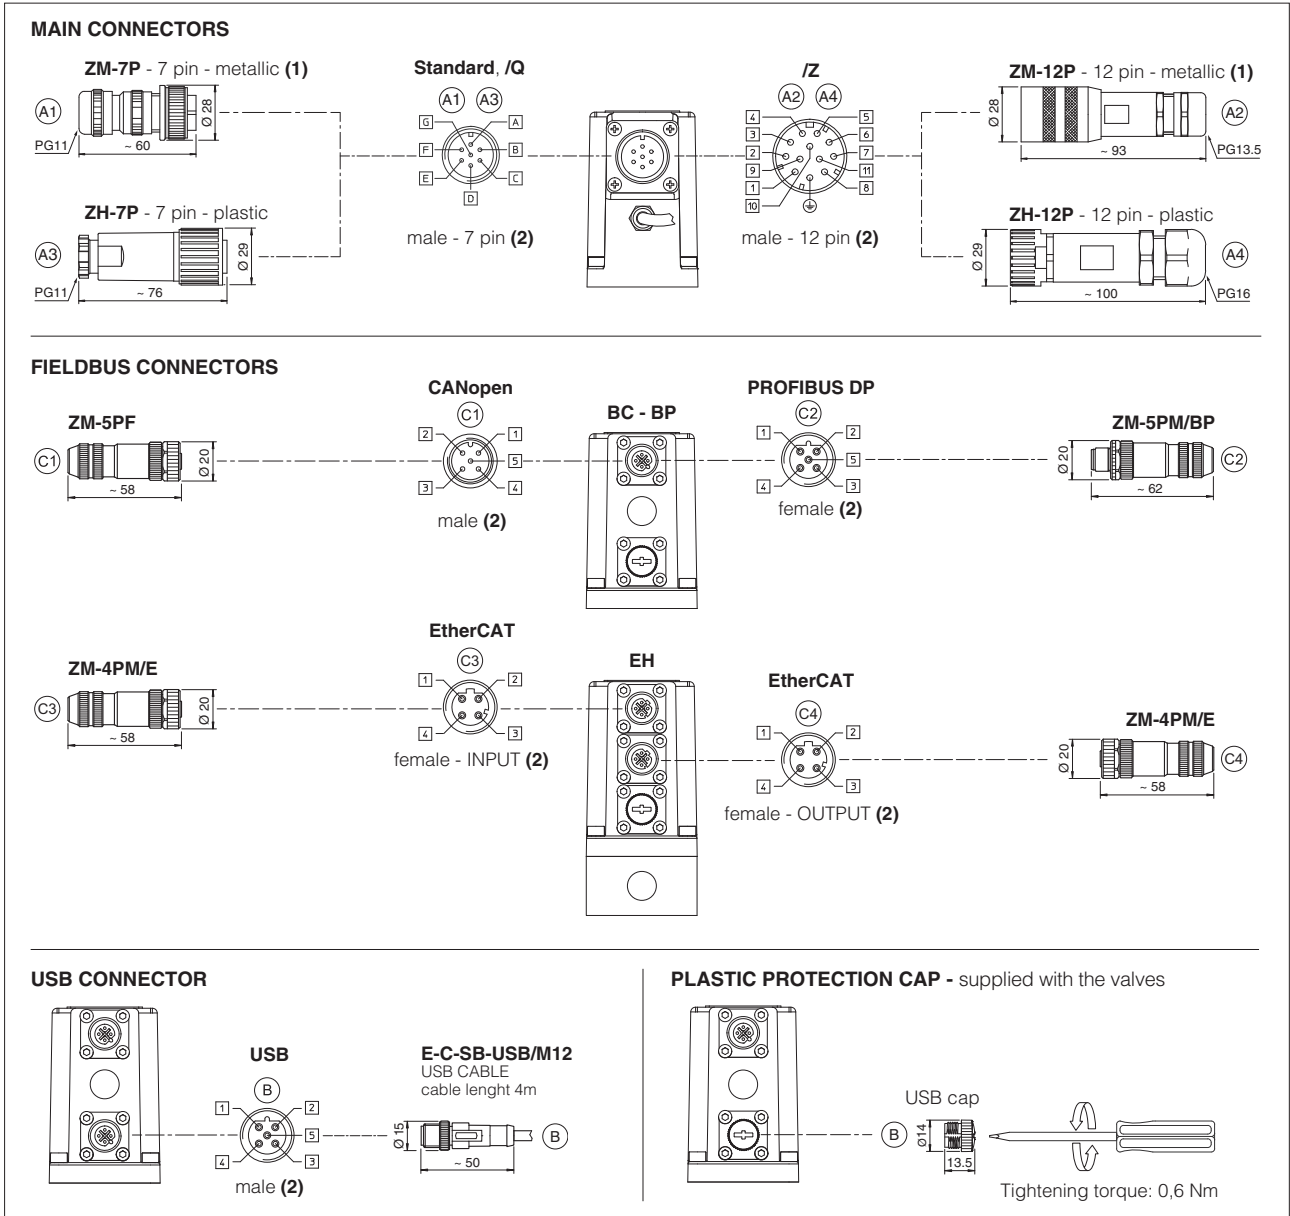 MAIN CONNECTORS
ZM-7P - 7 pin - metallic (1)
A1
PG11
~ 60
Ø 28
Standard, /Q
A1 A3
G A
F B
E C
D
male - 7 pin (2)
/Z
A2 A4
4 5
3 6
2 7
9 11
1 8
10
male - 12 pin (2)
ZM-12P - 12 pin - metallic (1)
Ø 28
A2
PG13.5
~ 93
ZH-7P - 7 pin - plastic
A3
PG11
~ 76
Ø 29
ZH-12P - 12 pin - plastic
Ø 29
A4
~ 100
PG16
FIELDBUS CONNECTORS
ZM-5PF
C1
Ø 20
~ 58
CANopen
C1
2 1
5
3 4
male (2)
BC - BP
PROFIBUS DP
C2
1 2
5
4 3
female (2)
ZM-5PM/BP
Ø 20
C2
~ 62
ZM-4PM/E
C3
Ø 20
~ 58
EtherCAT
C3
1 2
4 3
female - INPUT (2)
EH
EtherCAT
C4
1 2
4 3
female - OUTPUT (2)
ZM-4PM/E
Ø 20
C4
~ 58
USB CONNECTOR
USB
B
1 2
5
4 3
male (2)
E-C-SB-USB/M12
USB CABLE
cable lenght 4m
Ø 15
B
~ 50
PLASTIC PROTECTION CAP - supplied with the valves
USB cap
B
Ø14
13.5
Tightening torque: 0,6 Nm